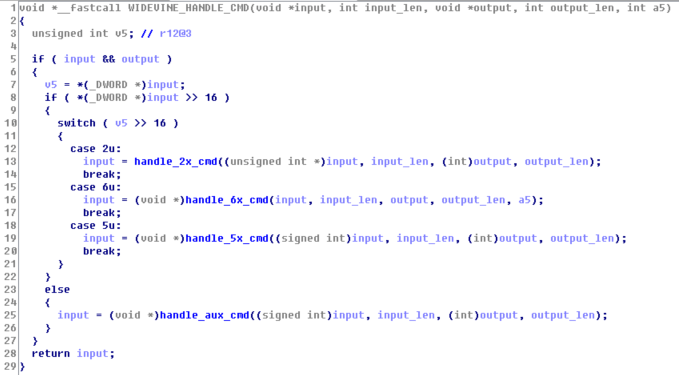 1 void *__fastcall WIDEVINE_HANDLE_CMD(void *input, int input_len, void *output, int output_len, int a5)
2 {
3 unsigned int v5; // r12@3
4
5 if ( input && output )
6 {
7 v5 = *(_DWORD *)input;
8 if ( *(_DWORD *)input >> 16 )
9 {
10 switch ( v5 >> 16 )
11 {
12 case 2u:
13 input = handle_2x_cmd((unsigned int *)input, input_len, (int)output, output_len);
14 break;
15 case 6u:
16 input = (void *)handle_6x_cmd(input, input_len, output, output_len, a5);
17 break;
18 case 5u:
19 input = (void *)handle_5x_cmd((signed int)input, input_len, (int)output, output_len);
20 break;
21 }
22 }
23 else
24 {
25 input = (void *)handle_aux_cmd((signed int)input, input_len, (int)output, output_len);
26 }
27 }
28 return input;
29 }